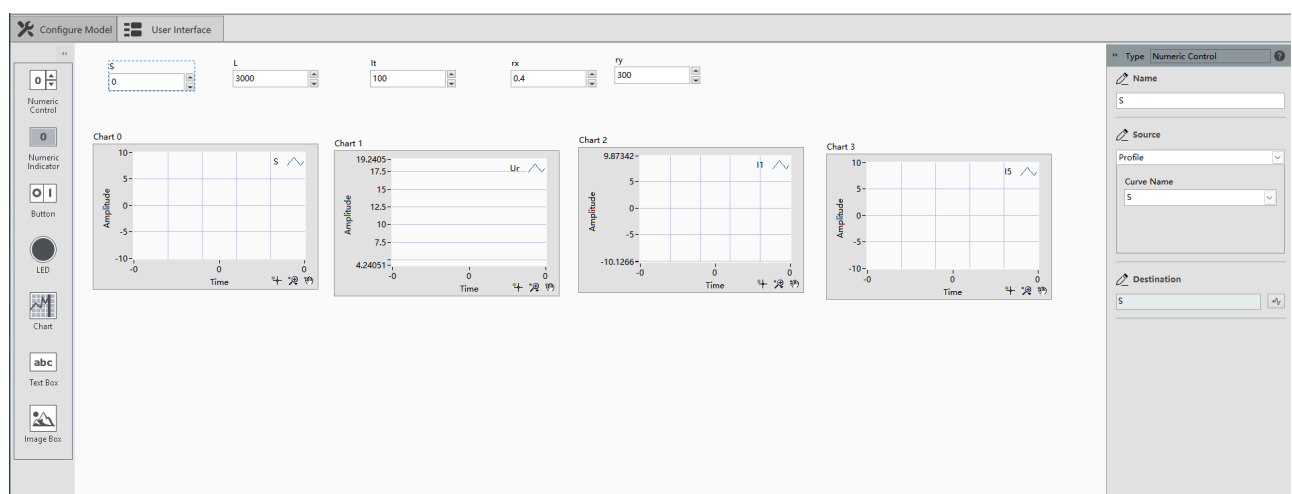 Configure Model
User Interface
0
Numeric
Control
0
Numeric
Indicator
O I
Button
LED
Chart
abc
Text Box
Image Box
S
0
L
3000
lt
100
rx
0.4
ry
300
Chart 0
S
Amplitude
10
5
0
-5
-10
-0
0
0
Time
Chart 1
Ur
Amplitude
19.2405
17.5
15
12.5
10
7.5
4.24051
-0
0
0
Time
Chart 2
I1
Amplitude
9.87342
5
0
-5
-10.1266
-0
0
0
Time
Chart 3
I5
Amplitude
10
5
0
-5
-10
-0
0
0
Time
Type Numeric Control ?
Name
S
Source
Profile
Curve Name
S
Destination
S